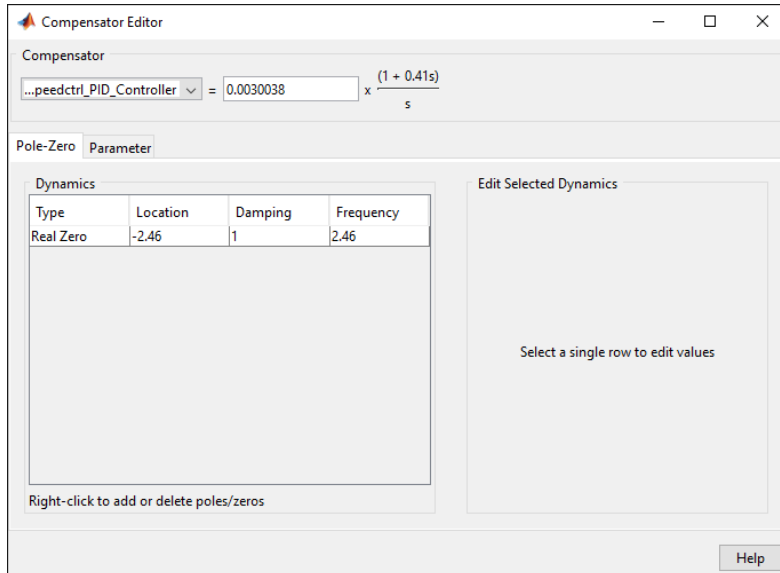 Compensator Editor
Compensator
...peedctrl_PID_Controller = 0.0030038 x (1 + 0.41s)
s
Pole-Zero Parameter
Dynamics
Type Location Damping Frequency
Real Zero -2.46 1 2.46
Right-click to add or delete poles/zeros
Edit Selected Dynamics
Select a single row to edit values
Help